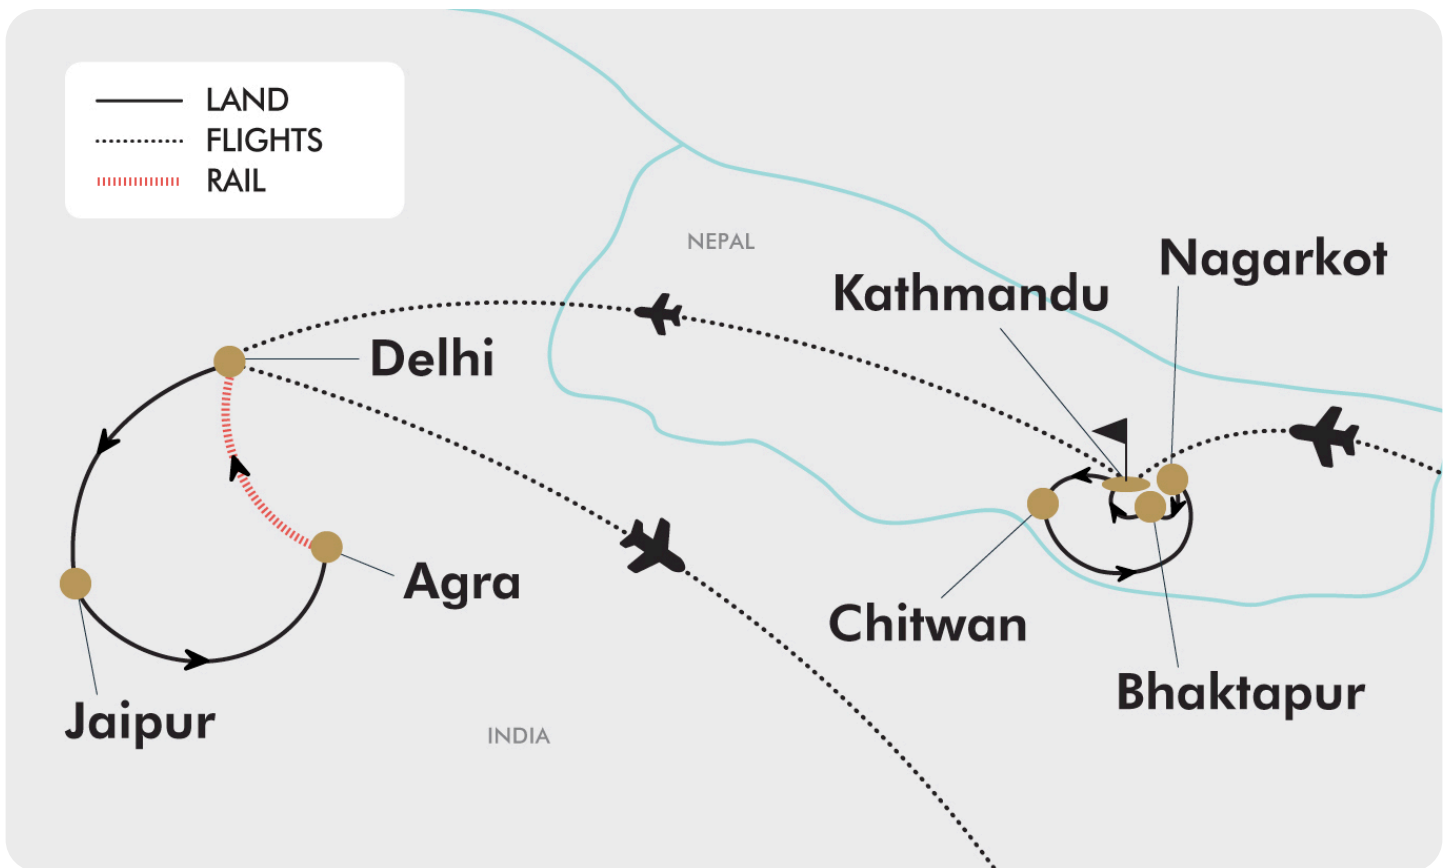 LAND
FLIGHTS
RAIL
NEPAL
Nagarkot
Kathmandu
Delhi
Agra
Chitwan
Bhaktapur
Jaipur
INDIA